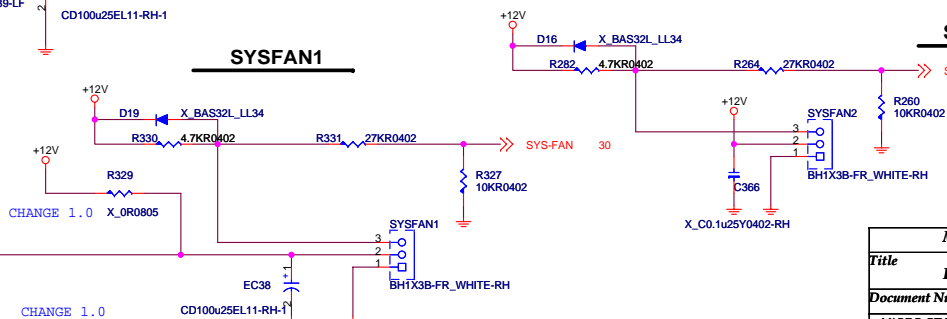 CD100u25EL11-RH-1
2
SYSFAN1
+12V
D19 X_BAS32L_LL34
R330 4.7KR0402
R331 27KR0402
SYS-FAN 30
R327
10KR0402
+12V
R329
X_0R0805
CHANGE 1.0
SYSFAN1
3
2
1
BH1X3B-FR_WHITE-RH
EC38
+ 1
2
CD100u25EL11-RH-1
CHANGE 1.0
+12V
D16 X_BAS32L_LL34
R282 4.7KR0402
R264 27KR0402
R260
10KR0402
+12V
SYSFAN2
3
2
1
BH1X3B-FR_WHITE-RH
C366
X_C0.1u25Y0402-RH
Title